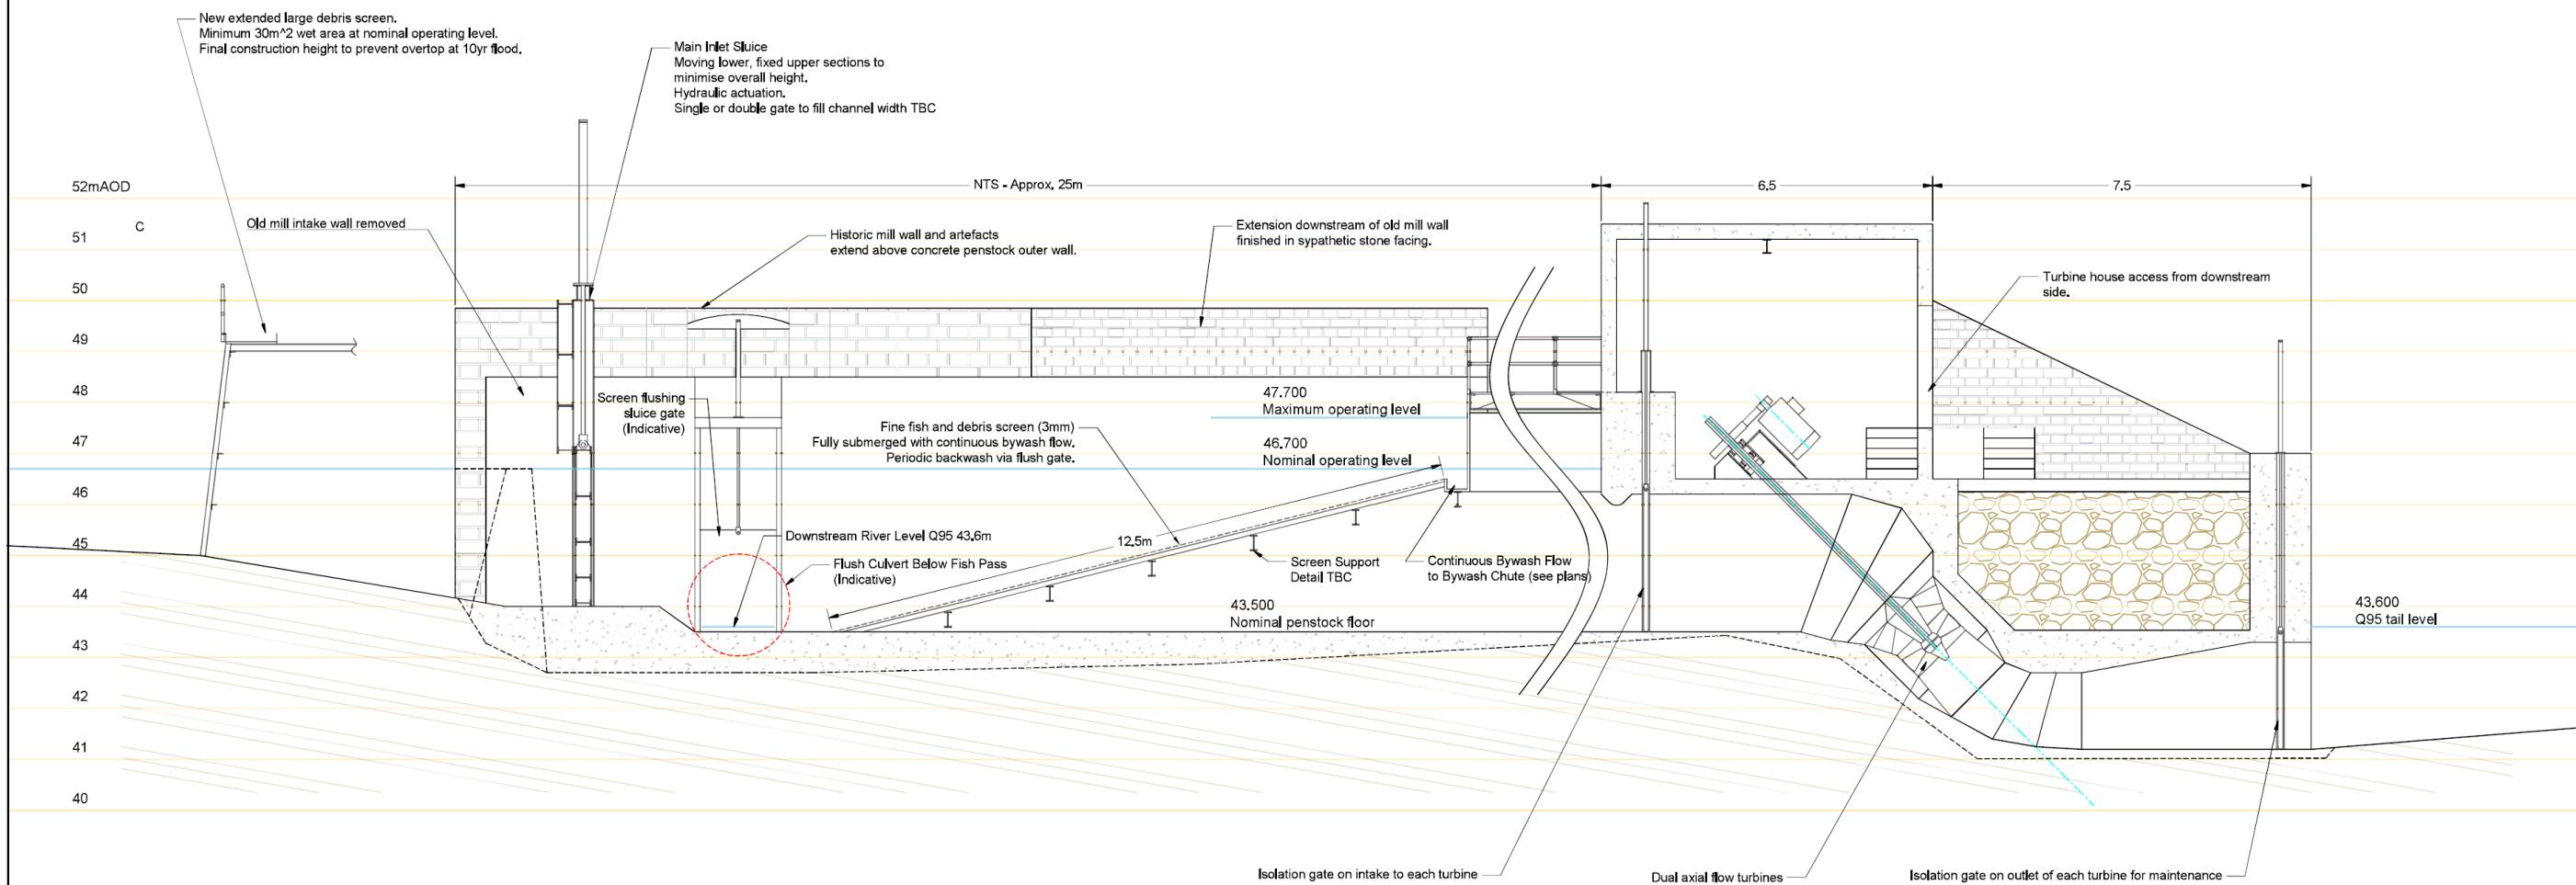 New extended large debris screen.
Minimum 30m^2 wet area at nominal operating level.
Final construction height to prevent overtop at 10yr flood.
Main Inlet Sluice
Moving lower, fixed upper sections to
minimise overall height.
Hydraulic actuation.
Single or double gate to fill channel width TBC
52mAOD
NTS - Approx. 25m
6.5
7.5
C
Old mill intake wall removed
51
Historic mill wall and artefacts
extend above concrete penstock outer wall.
Extension downstream of old mill wall
finished in sypathetic stone facing.
Turbine house access from downstream
side.
50
49
48
47.700
Maximum operating level
Screen flushing
sluice gate
(Indicative)
Fine fish and debris screen (3mm)
Fully submerged with continuous bywash flow.
Periodic backwash via flush gate.
47
46.700
Nominal operating level
46
45
Downstream River Level Q95 43.6m
12.5m
Flush Culvert Below Fish Pass
(Indicative)
Screen Support
Detail TBC
Continuous Bywash Flow
to Bywash Chute (see plans)
44
43.500
Nominal penstock floor
43.600
Q95 tail level
43
42
41
40
Isolation gate on intake to each turbine
Dual axial flow turbines
Isolation gate on outlet of each turbine for maintenance